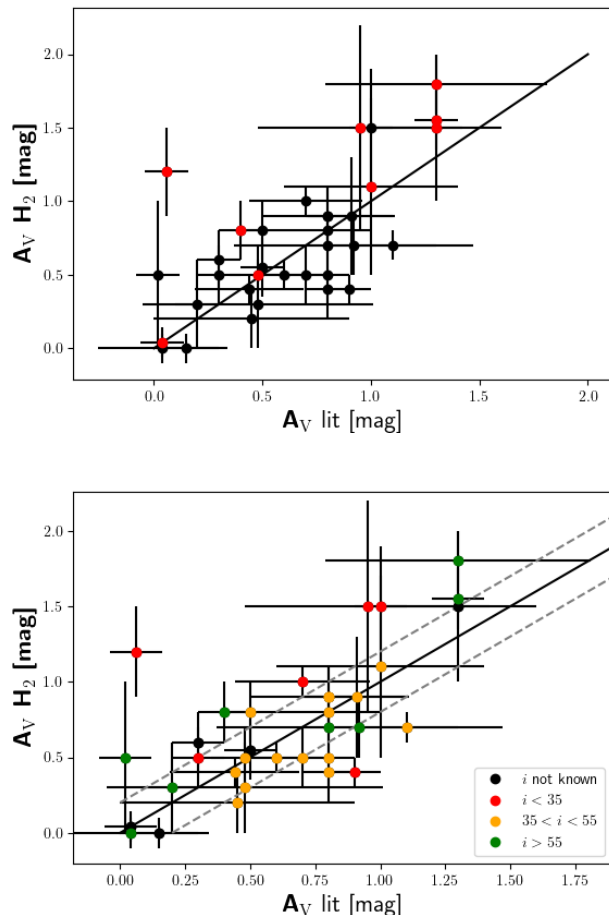 2.0
1.5
1.0
0.5
0.0
A_V H_2 [mag]
0.0 0.5 1.0 1.5 2.0
A_V lit [mag]
2.0
1.5
1.0
0.5
0.0
A_V H_2 [mag]
i not known
i < 35
35 < i < 55
i > 55
0.00 0.25 0.50 0.75 1.00 1.25 1.50 1.75
A_V lit [mag]